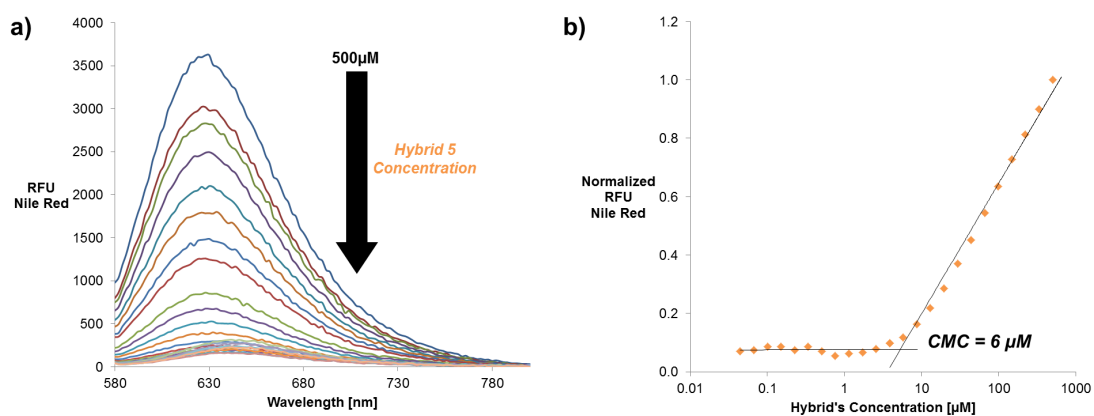 a)
4000
3500
3000
2500
2000
1500
1000
500
0
RFU
Nile Red
500µM
Hybrid 5
Concentration
580
630
680
730
780
Wavelength [nm]
b)
1.2
1.0
0.8
0.6
0.4
0.2
0.0
Normalized
RFU
Nile Red
CMC = 6 µM
0.01
0.1
1
10
100
1000
Hybrid's Concentration [µM]